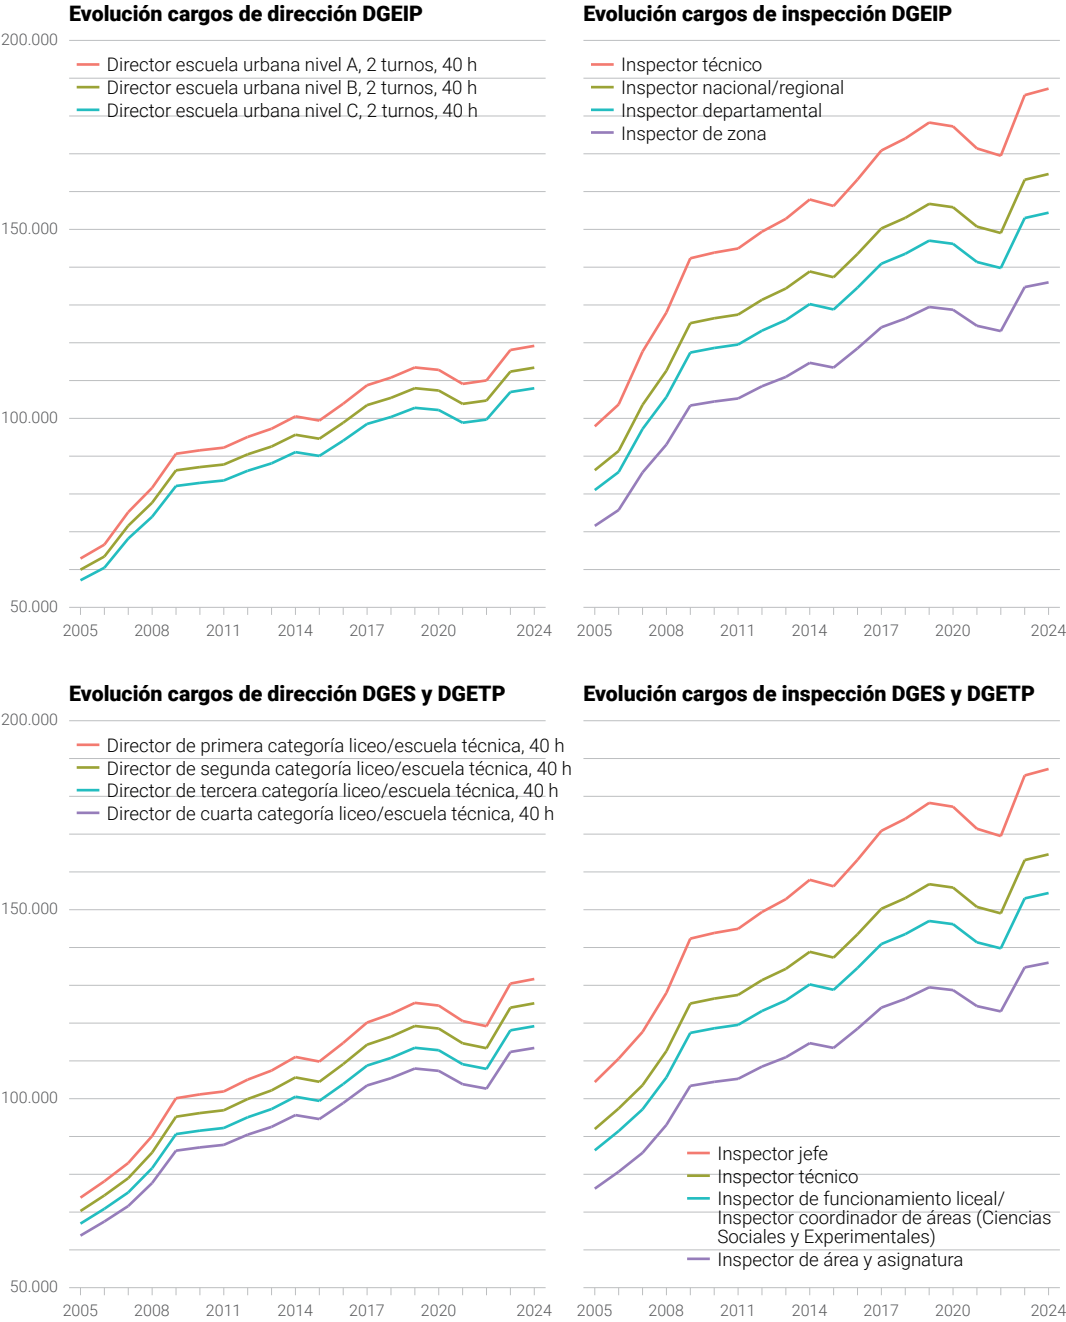 Evolución cargos de dirección DGEIP
200.000
Director escuela urbana nivel A, 2 turnos, 40 h
Director escuela urbana nivel B, 2 turnos, 40 h
Director escuela urbana nivel C, 2 turnos, 40 h
150.000
100.000
50.000
2005 2008 2011 2014 2017 2020 2024
Evolución cargos de inspección DGEIP
Inspector técnico
Inspector nacional/regional
Inspector departamental
Inspector de zona
2005 2008 2011 2014 2017 2020 2024
Evolución cargos de dirección DGES y DGETP
200.000
Director de primera categoría liceo/escuela técnica, 40 h
Director de segunda categoría liceo/escuela técnica, 40 h
Director de tercera categoría liceo/escuela técnica, 40 h
Director de cuarta categoría liceo/escuela técnica, 40 h
150.000
100.000
50.000
2005 2008 2011 2014 2017 2020 2024
Evolución cargos de inspección DGES y DGETP
Inspector jefe
Inspector técnico
Inspector de funcionamiento liceal/
Inspector coordinador de áreas (Ciencias
Sociales y Experimentales)
Inspector de área y asignatura
2005 2008 2011 2014 2017 2020 2024